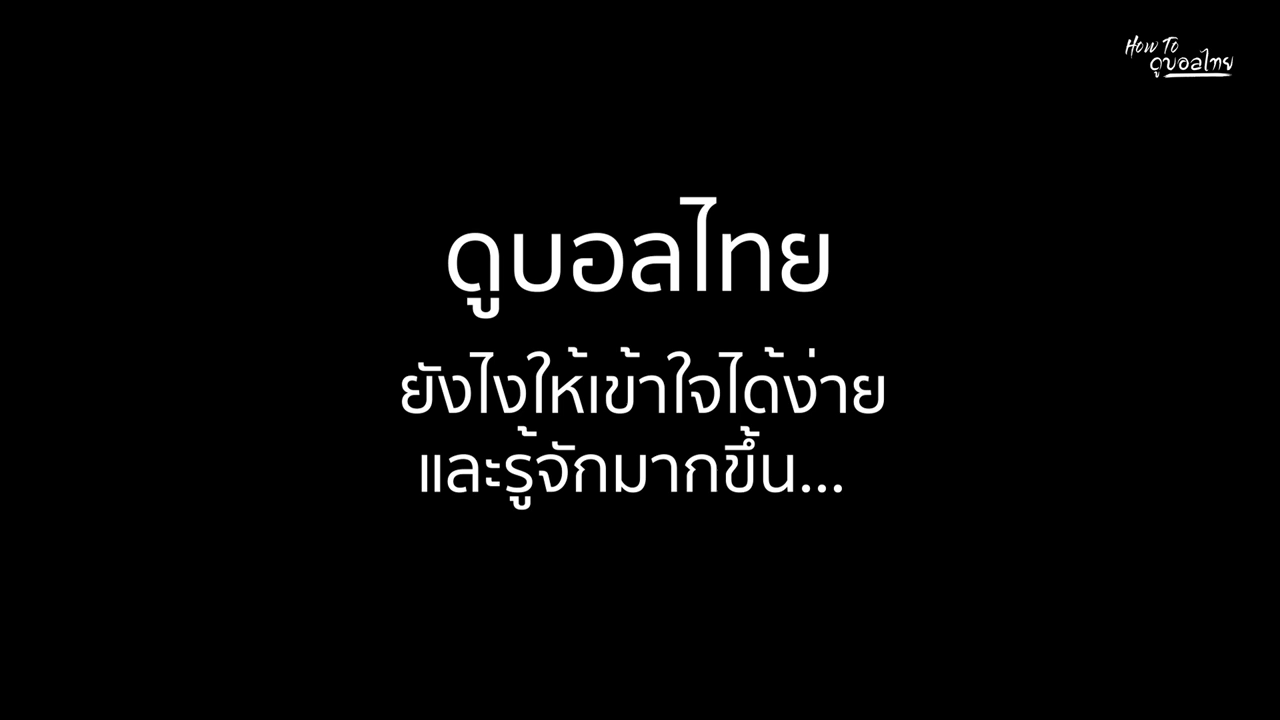 How To
ดูบอลไทย
ดูบอลไทย
ยังไงให้เข้าใจได้ง่าย
และรู้จักมากขึ้น...